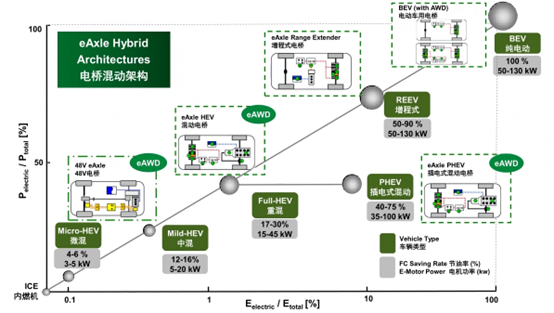 100
eAxle Hybrid
Architectures
电桥混动架构
eAxle Range Extender
增程式电桥
BEV (with AWD)
电动车用电桥
BEV
纯电动
100 %
50-130 kW
eAxle HEV
混动电桥
eAWD
REEV
增程式
50-90 %
50-130 kW
P electric / P total [%]
50
48V eAxle
48V电桥
eAWD
eAxle PHEV
插电式混动电桥
eAWD
Full-HEV
重混
17-30%
15-45 kW
PHEV
插电式混动
40-75 %
35-100 kW
Micro-HEV
微混
4-6 %
3-5 kW
Mild-HEV
中混
12-16%
5-20 kW
Vehicle Type
车辆类型
FC Saving Rate 节油率 (%)
E-Motor Power 电机功率 (kw)
ICE
内燃机
0.1
1
10
100
E electric / E total [%]